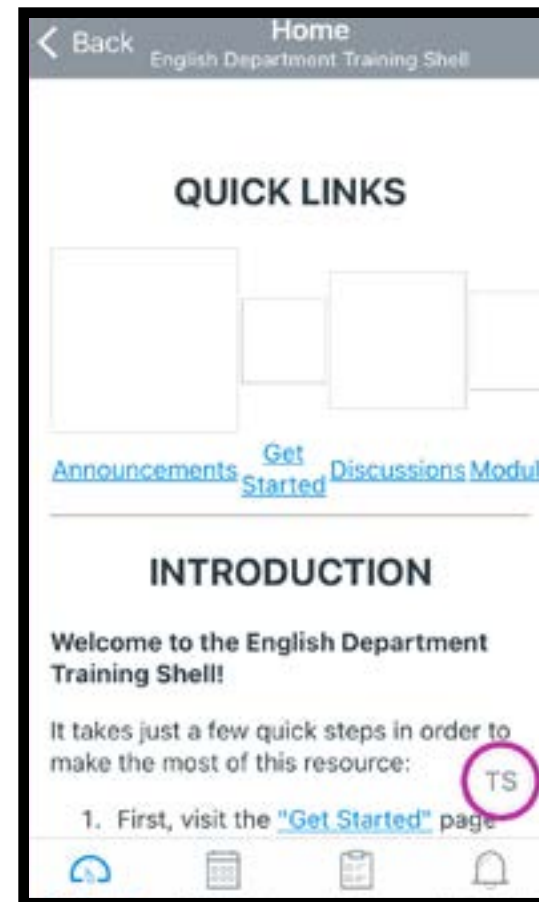 Back
Home
English Department Training Shell
QUICK LINKS
Announcements Get Started Discussions Modul
INTRODUCTION
Welcome to the English Department
Training Shell!
It takes just a few quick steps in order to
make the most of this resource:
TS
1. First, visit the "Get Started" page